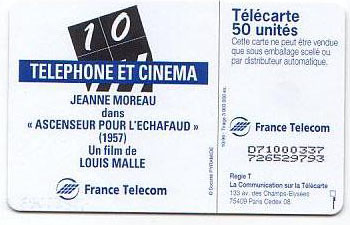 10
TELEPHONE ET CINEMA
JEANNE MOREAU
dans
« ASCENSEUR POUR L'ECHAFAUD »
(1957)
Un film de
LOUIS MALLE
France Telecom
Télécarte
50 unités
Cette carte ne peut être vendue
que sous emballage scellé ou
par distributeur automatique.
France Telecom
D71000337
726529793
Régie T
La Communication sur la Télécarte
133 av. des Champs-Elysées
75409 Paris Cedex 08